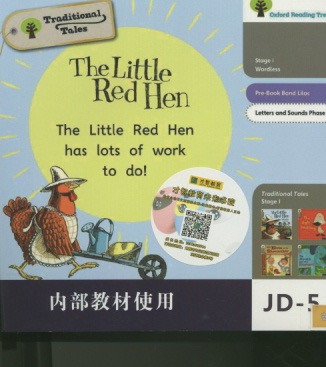 Traditional
Tales
The Little
Red Hen
The Little Red Hen
has lots of work
to do!
内部教材使用
Oxford Reading Tre
Stage 1
Wordless
Pre-Book Band Lilac
Letters and Sounds Phase
Traditional Tales
Stage 1
JD-5